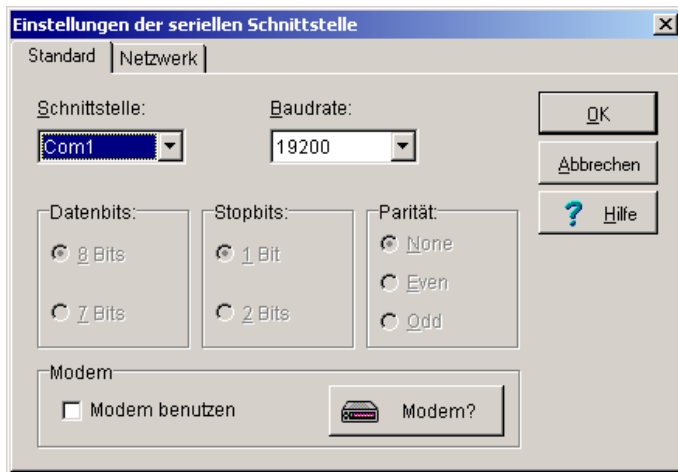 Einstellungen der seriellen Schnittstelle
Standard Netzwerk
Schnittstelle: Baudrate:
Com1 19200
OK
Abbrechen
Hilfe
Datenbits: Stopbits: Parität:
8 Bits 1 Bit None
Even
7 Bits 2 Bits Odd
Modem
Modem benutzen Modem?